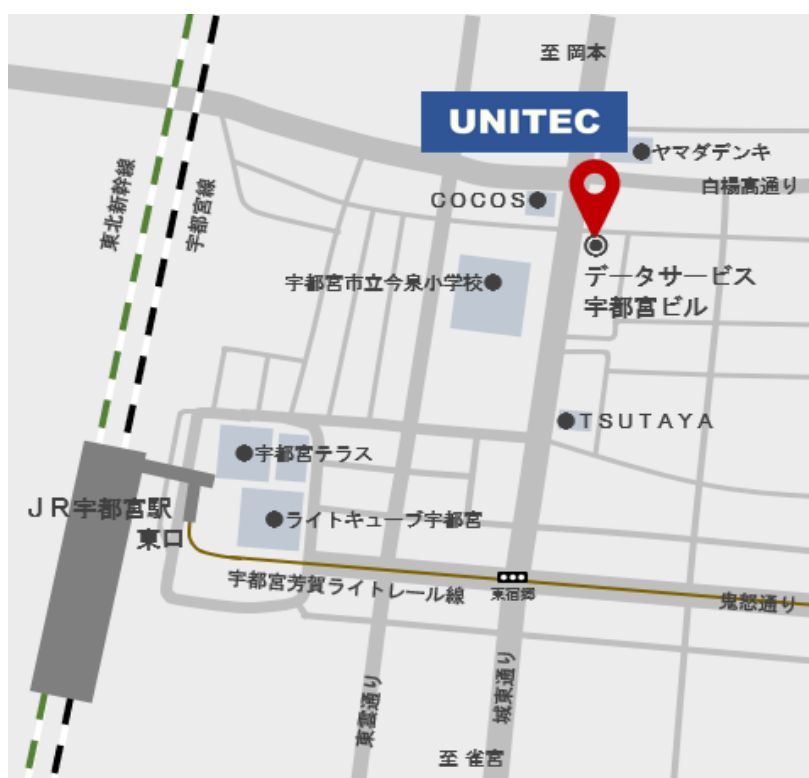 至 岡本
UNITEC
ヤマダデンキ
白楊高通り
COCOS
東北新幹線
宇都宮線
データサービス
宇都宮ビル
宇都宮市立今泉小学校
TSUTAYA
宇都宮テラス
JR宇都宮駅
東口
ライトキューブ宇都宮
宇都宮芳賀ライトレール線
東宿郷
鬼怒通り
東雲通り
城東通り
至 雀宮